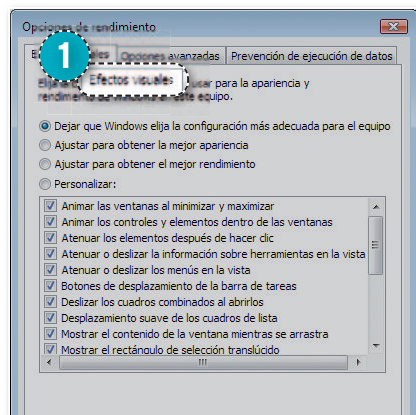 Opciones de rendimiento
1
Efectos visuales
Opciones avanzadas
Prevención de ejecución de datos
usar para la apariencia y
rendimiento de Windows en este equipo.
Dejar que Windows elija la configuración más adecuada para el equipo
Ajustar para obtener la mejor apariencia
Ajustar para obtener el mejor rendimiento
Personalizar:
Animar las ventanas al minimizar y maximizar
Animar los controles y elementos dentro de las ventanas
Atenuar los elementos después de hacer clic
Atenuar o deslizar la información sobre herramientas en la vista
Atenuar o deslizar los menús en la vista
Botones de desplazamiento de la barra de tareas
Deslizar los cuadros combinados al abrirlos
Desplazamiento suave de los cuadros de lista
Mostrar el contenido de la ventana mientras se arrastra
Mostrar el rectángulo de selección translúcido